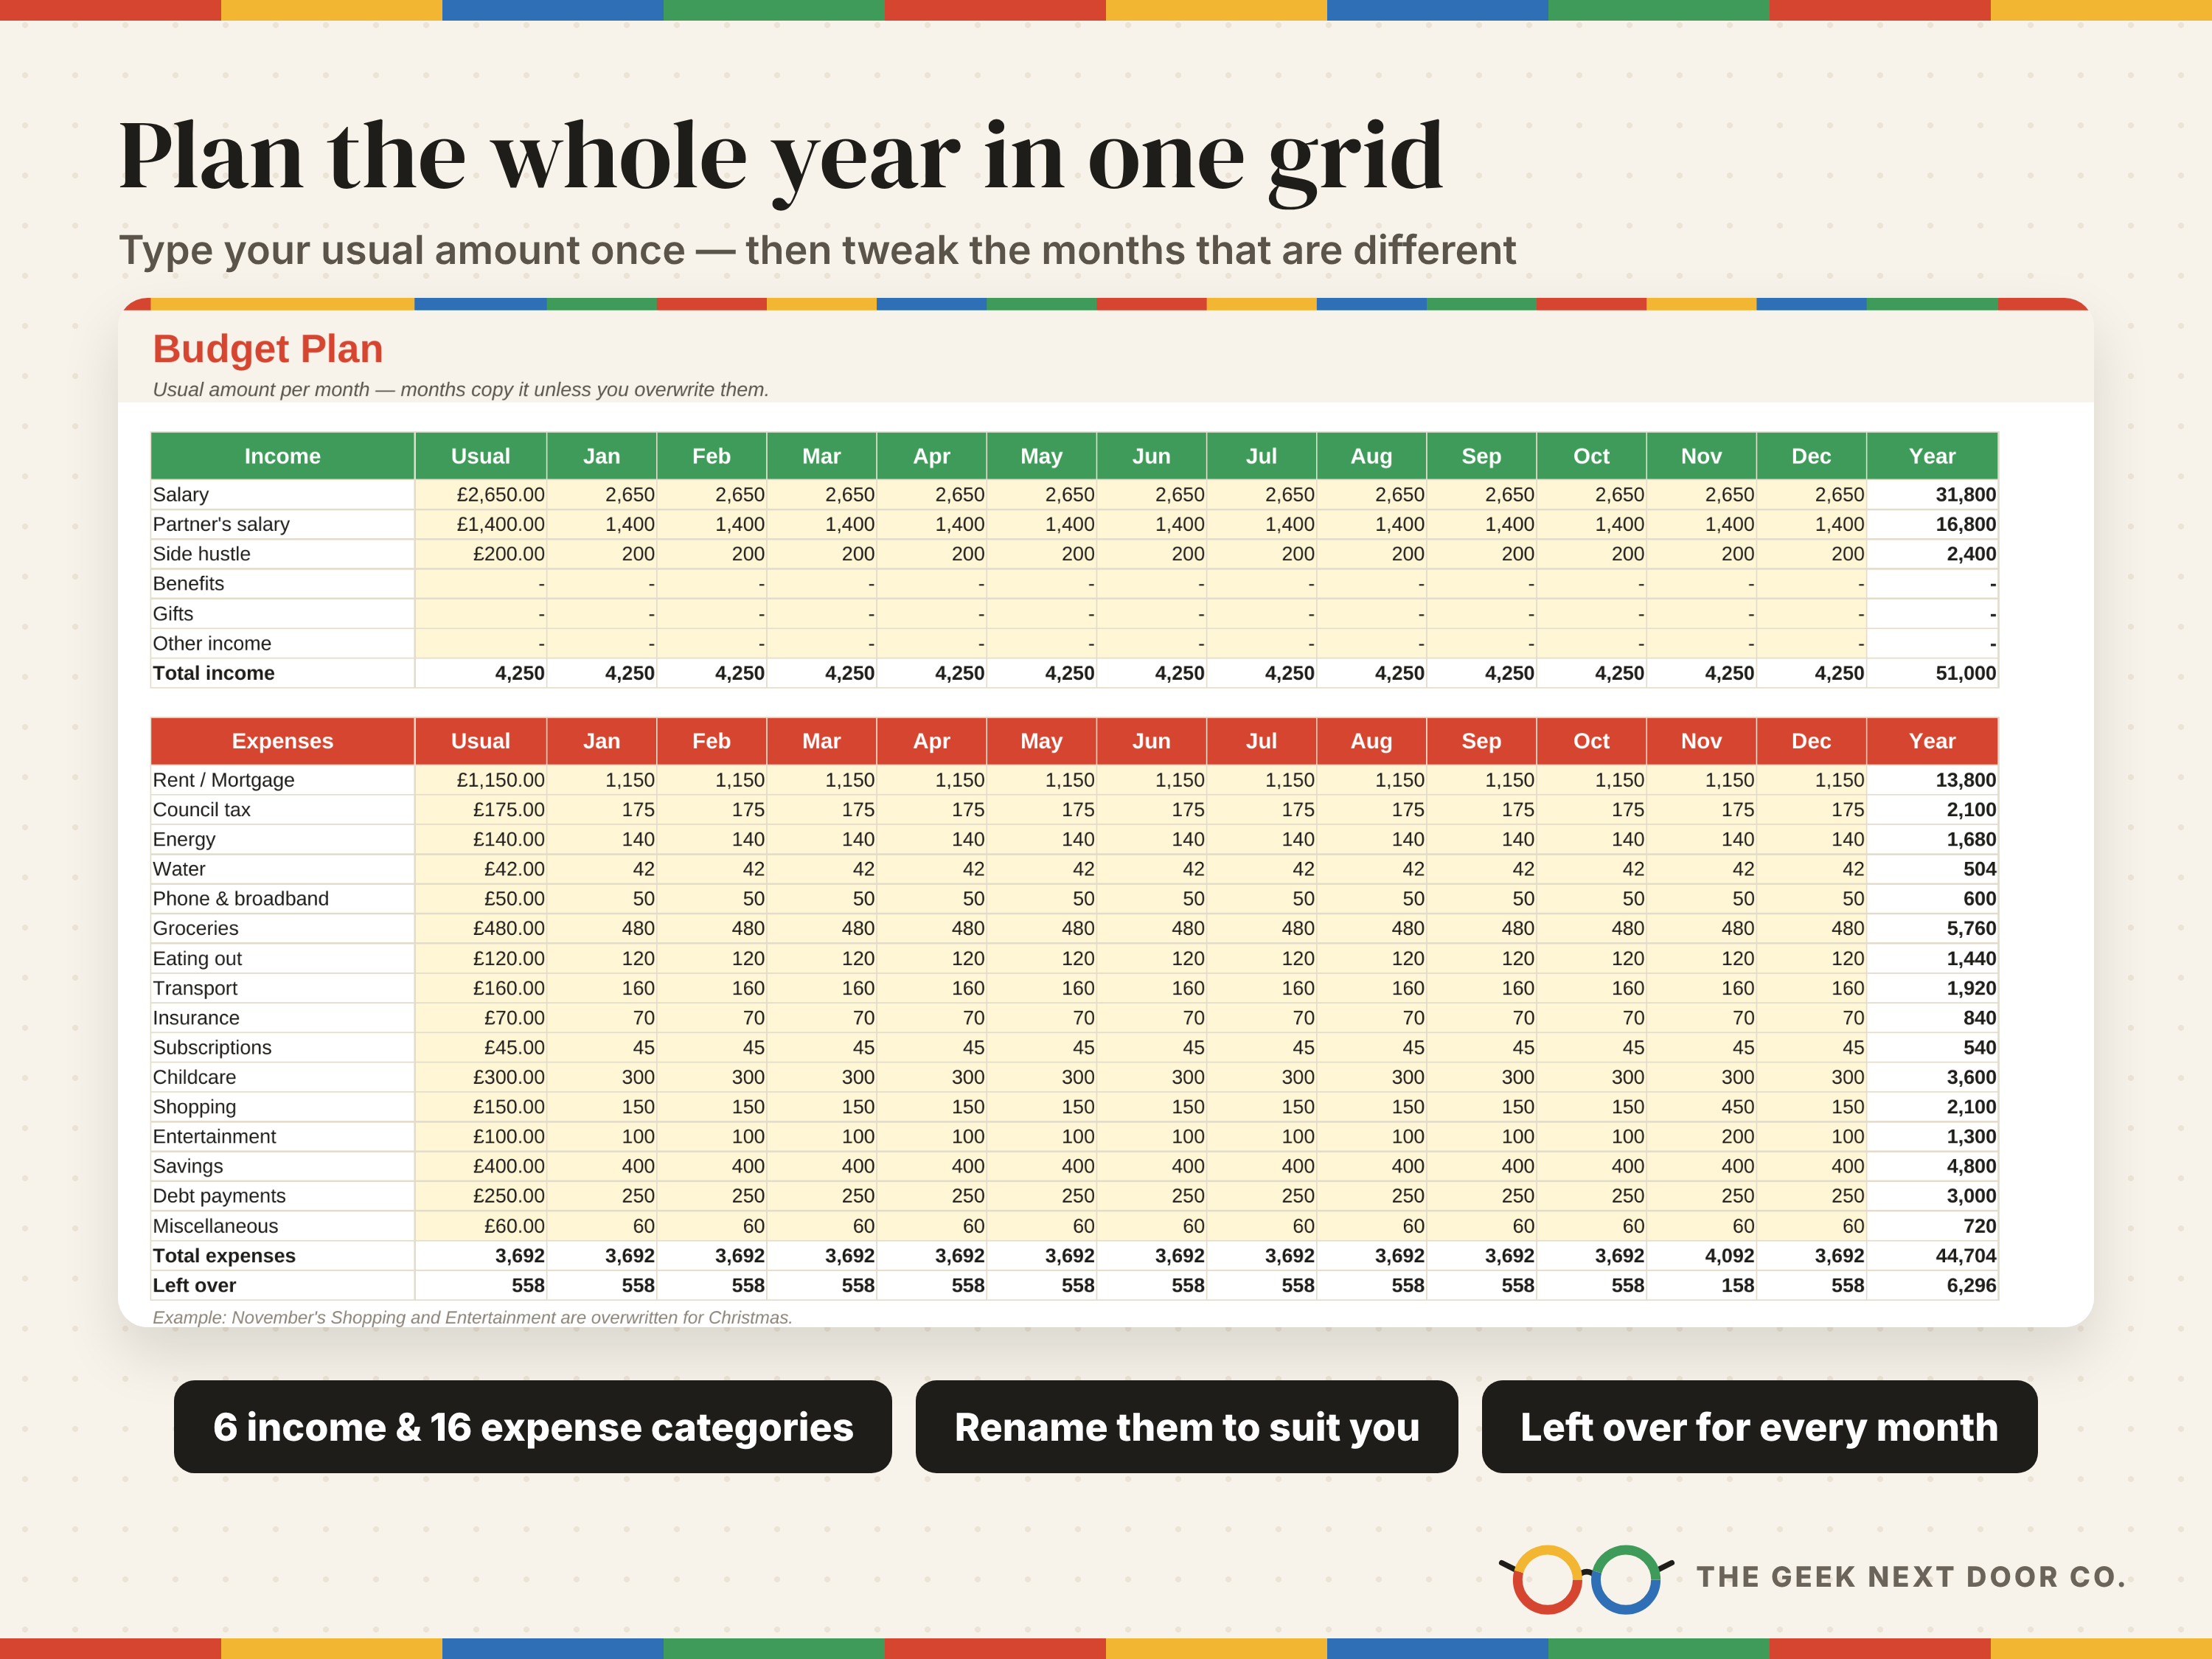 Plan the whole year in one grid
Type your usual amount once — then tweak the months that are different
Budget Plan
Usual amount per month — months copy it unless you overwrite them.
Income Usual Jan Feb Mar Apr May Jun Jul Aug Sep Oct Nov Dec Year
Salary £2,650.00 2,650 2,650 2,650 2,650 2,650 2,650 2,650 2,650 2,650 2,650 2,650 2,650 31,800
Partner's salary £1,400.00 1,400 1,400 1,400 1,400 1,400 1,400 1,400 1,400 1,400 1,400 1,400 1,400 16,800
Side hustle £200.00 200 200 200 200 200 200 200 200 200 200 200 200 2,400
Benefits - - - - - - - - - - - - - -
Gifts - - - - - - - - - - - - - -
Other income - - - - - - - - - - - - - -
Total income 4,250 4,250 4,250 4,250 4,250 4,250 4,250 4,250 4,250 4,250 4,250 4,250 4,250 51,000
Expenses Usual Jan Feb Mar Apr May Jun Jul Aug Sep Oct Nov Dec Year
Rent / Mortgage £1,150.00 1,150 1,150 1,150 1,150 1,150 1,150 1,150 1,150 1,150 1,150 1,150 1,150 13,800
Council tax £175.00 175 175 175 175 175 175 175 175 175 175 175 175 2,100
Energy £140.00 140 140 140 140 140 140 140 140 140 140 140 140 1,680
Water £42.00 42 42 42 42 42 42 42 42 42 42 42 42 504
Phone & broadband £50.00 50 50 50 50 50 50 50 50 50 50 50 50 600
Groceries £480.00 480 480 480 480 480 480 480 480 480 480 480 480 5,760
Eating out £120.00 120 120 120 120 120 120 120 120 120 120 120 120 1,440
Transport £160.00 160 160 160 160 160 160 160 160 160 160 160 160 1,920
Insurance £70.00 70 70 70 70 70 70 70 70 70 70 70 70 840
Subscriptions £45.00 45 45 45 45 45 45 45 45 45 45 45 45 540
Childcare £300.00 300 300 300 300 300 300 300 300 300 300 300 300 3,600
Shopping £150.00 150 150 150 150 150 150 150 150 150 150 450 150 2,100
Entertainment £100.00 100 100 100 100 100 100 100 100 100 100 200 100 1,300
Savings £400.00 400 400 400 400 400 400 400 400 400 400 400 400 4,800
Debt payments £250.00 250 250 250 250 250 250 250 250 250 250 250 250 3,000
Miscellaneous £60.00 60 60 60 60 60 60 60 60 60 60 60 60 720
Total expenses 3,692 3,692 3,692 3,692 3,692 3,692 3,692 3,692 3,692 3,692 3,692 4,092 3,692 44,704
Left over 558 558 558 558 558 558 558 558 558 558 558 158 558 6,296
Example: November's Shopping and Entertainment are overwritten for Christmas.
6 income & 16 expense categories
Rename them to suit you
Left over for every month
THE GEEK NEXT DOOR CO.